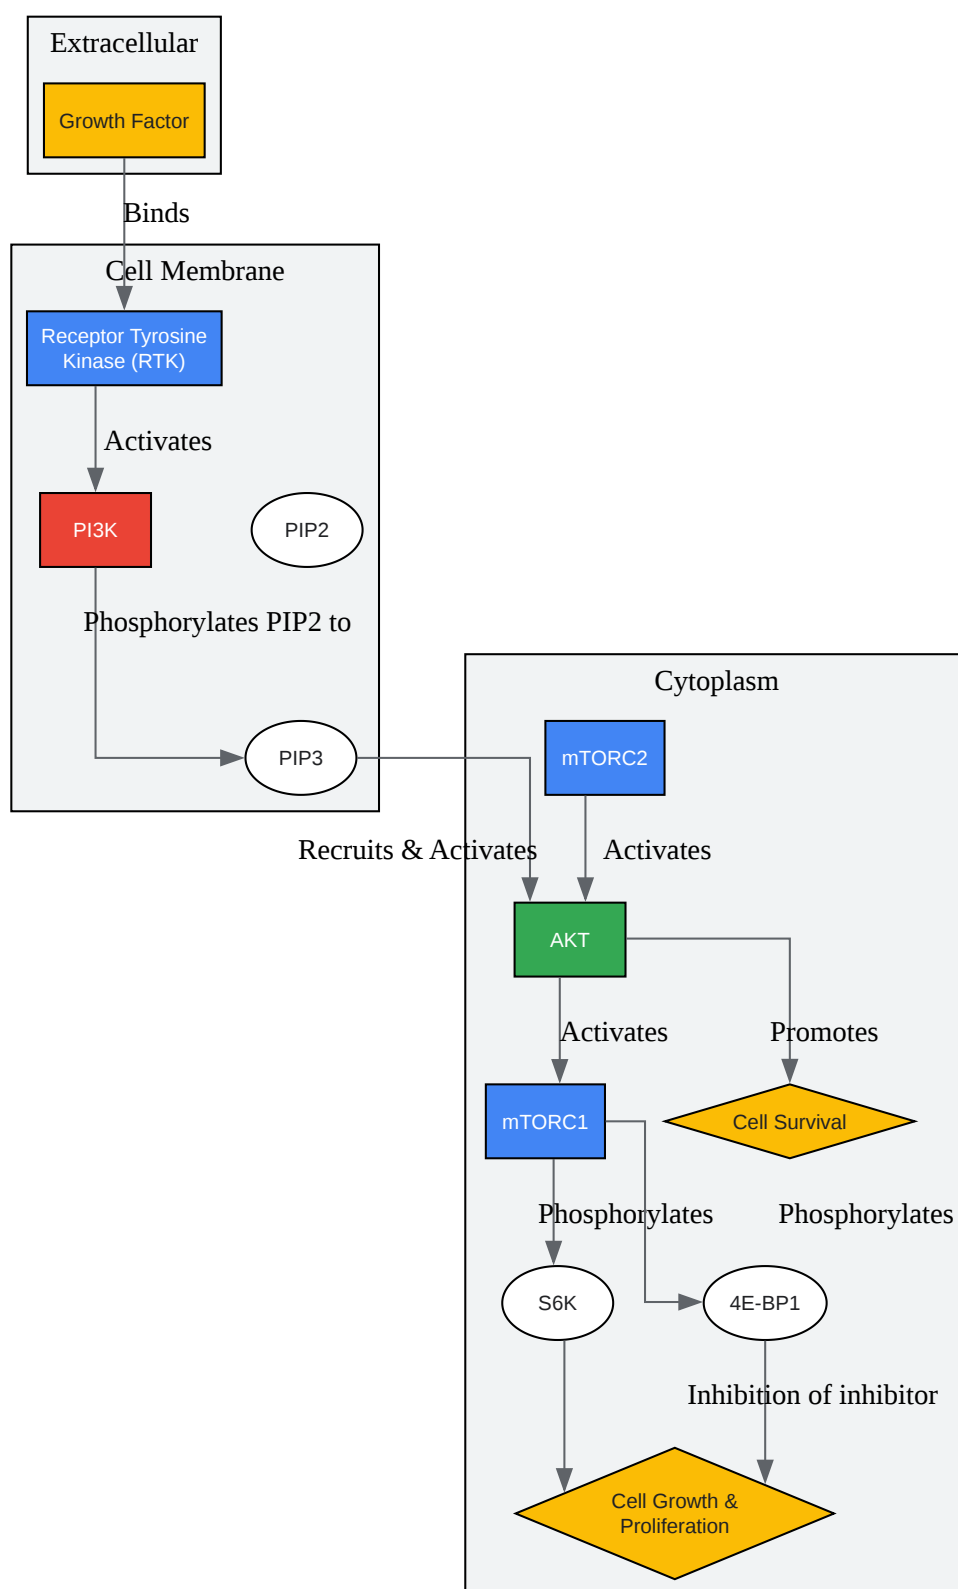 Extracellular
Growth Factor
Binds
Cell Membrane
Receptor Tyrosine
Kinase (RTK)
Activates
PI3K
PIP2
Phosphorylates PIP2 to
Cytoplasm
PIP3
mTORC2
Recruits & Activates
Activates
AKT
Activates
Promotes
mTORC1
Cell Survival
Phosphorylates
Phosphorylates
S6K
4E-BP1
Inhibition of inhibitor
Cell Growth &
Proliferation